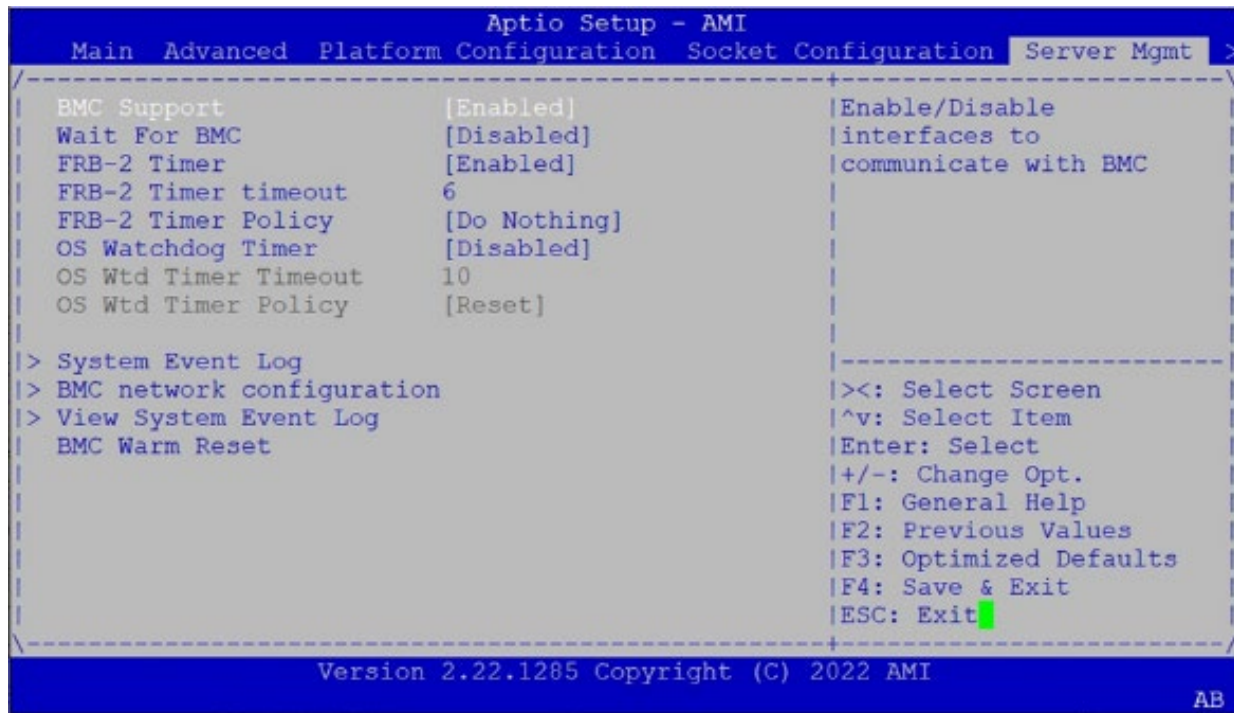 Aptio Setup - AMI
Main Advanced Platform Configuration Socket Configuration Server Mgmt >
/----------------------------------------------------+------------------------\
| BMC Support [Enabled] |Enable/Disable |
| Wait For BMC [Disabled] |interfaces to |
| FRB-2 Timer [Enabled] |communicate with BMC |
| FRB-2 Timer timeout 6 | |
| FRB-2 Timer Policy [Do Nothing] | |
| OS Watchdog Timer [Disabled] | |
| OS Wtd Timer Timeout 10 | |
| OS Wtd Timer Policy [Reset] | |
| | |
|> System Event Log |------------------------|
|> BMC network configuration |><: Select Screen |
|> View System Event Log |^v: Select Item |
| BMC Warm Reset |Enter: Select |
| |+/-: Change Opt. |
| |F1: General Help |
| |F2: Previous Values |
| |F3: Optimized Defaults |
| |F4: Save & Exit |
| |ESC: Exit |
\----------------------------------------------------+------------------------/
Version 2.22.1285 Copyright (C) 2022 AMI
AB